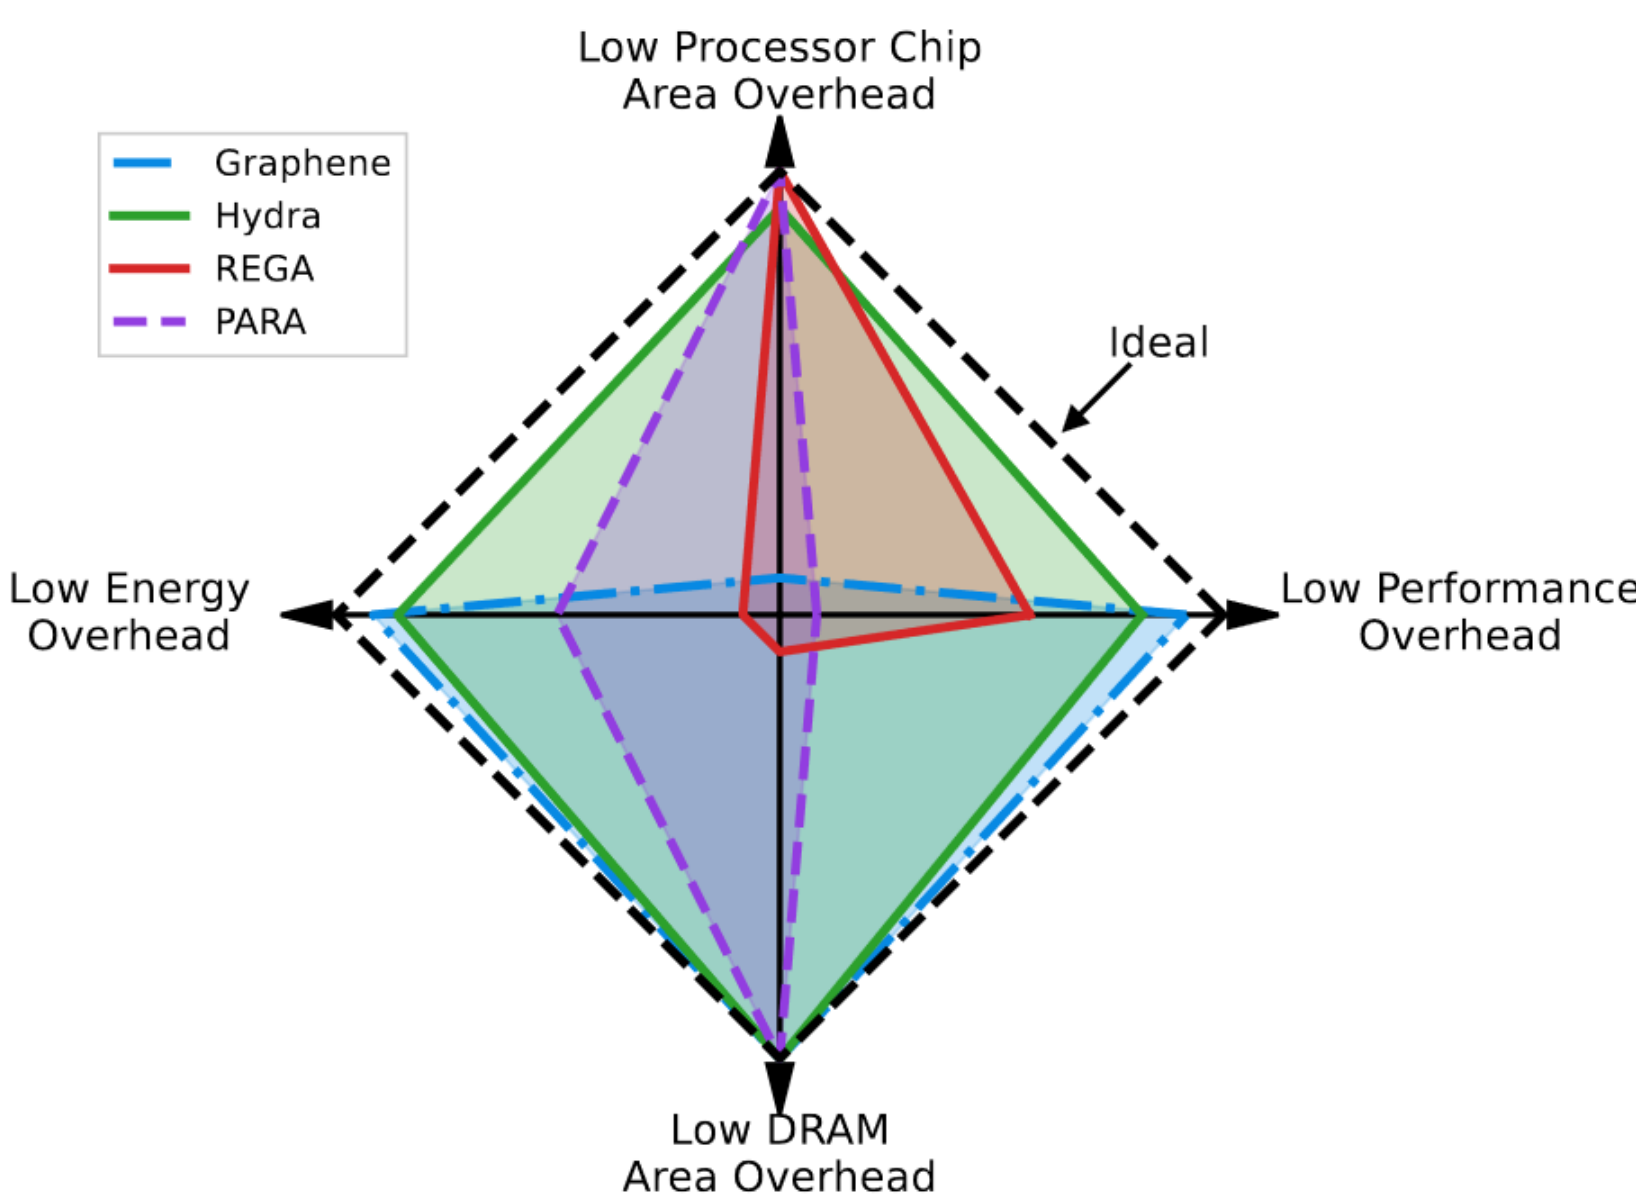 Low Processor Chip
Area Overhead
Graphene
Hydra
REGA
PARA
Ideal
Low Energy
Overhead
Low Performance
Overhead
Low DRAM
Area Overhead